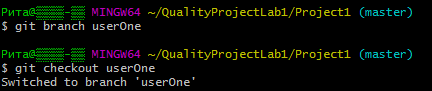 Рита@▒▒▒▒-▒▒ MINGW64 ~/QualityProjectLab1/Project1 (master)
$ git branch userOne
Рита@▒▒▒▒-▒▒ MINGW64 ~/QualityProjectLab1/Project1 (master)
$ git checkout userOne
Switched to branch 'userOne'